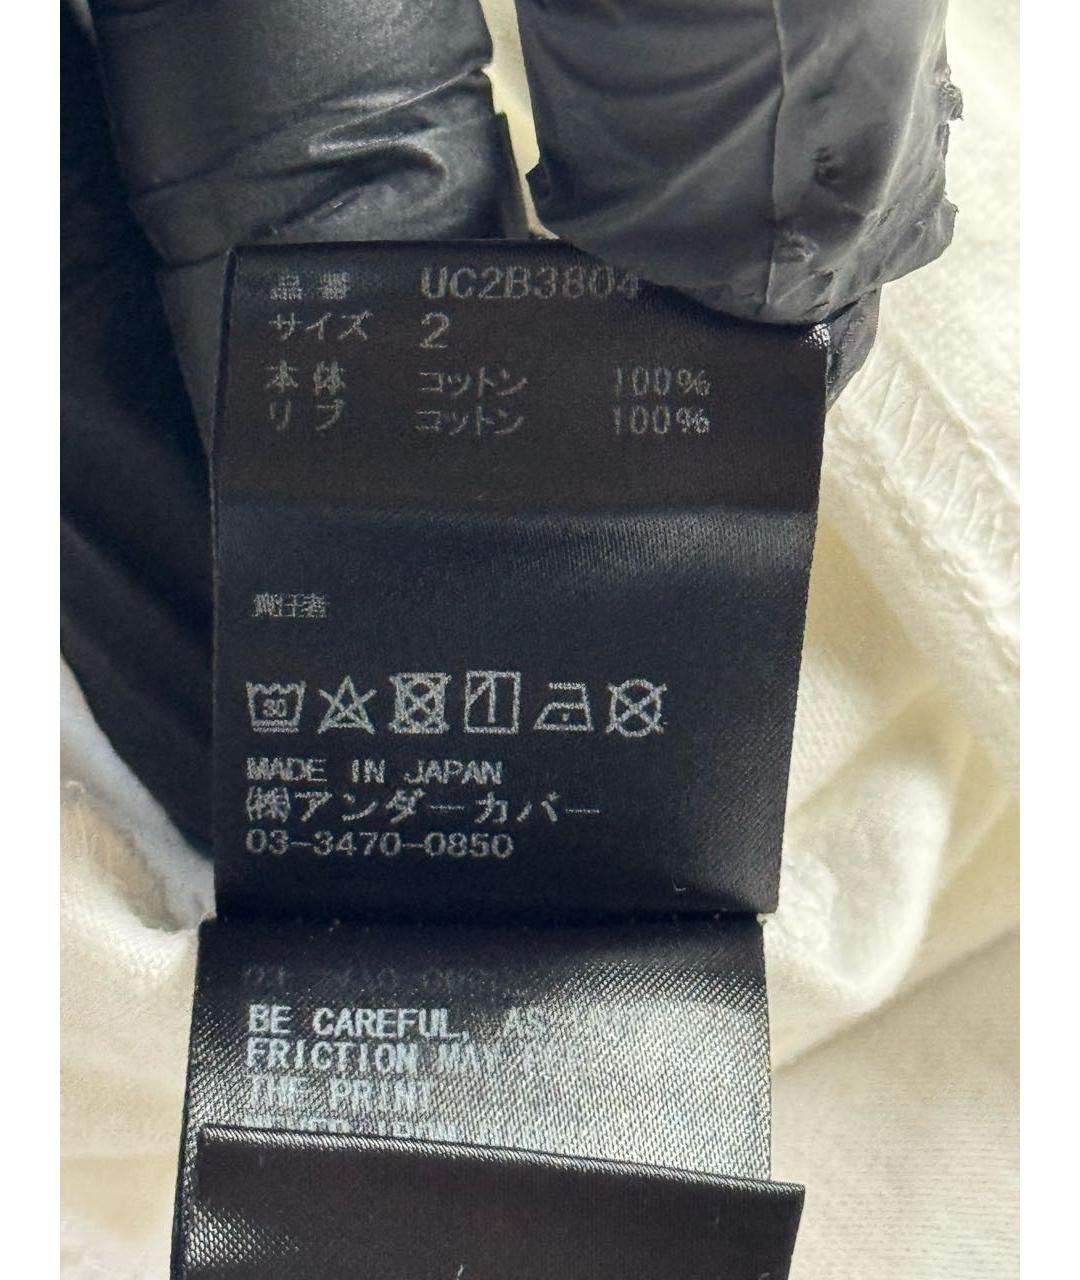 品番 UC2B3804
サイズ 2
本体 コットン 100%
リブ コットン 100%
責任者
30
MADE IN JAPAN
(株)アンダーカバー
03-3470-0850
BE CAREFUL, AS
FRICTION MAY
THE PRINT